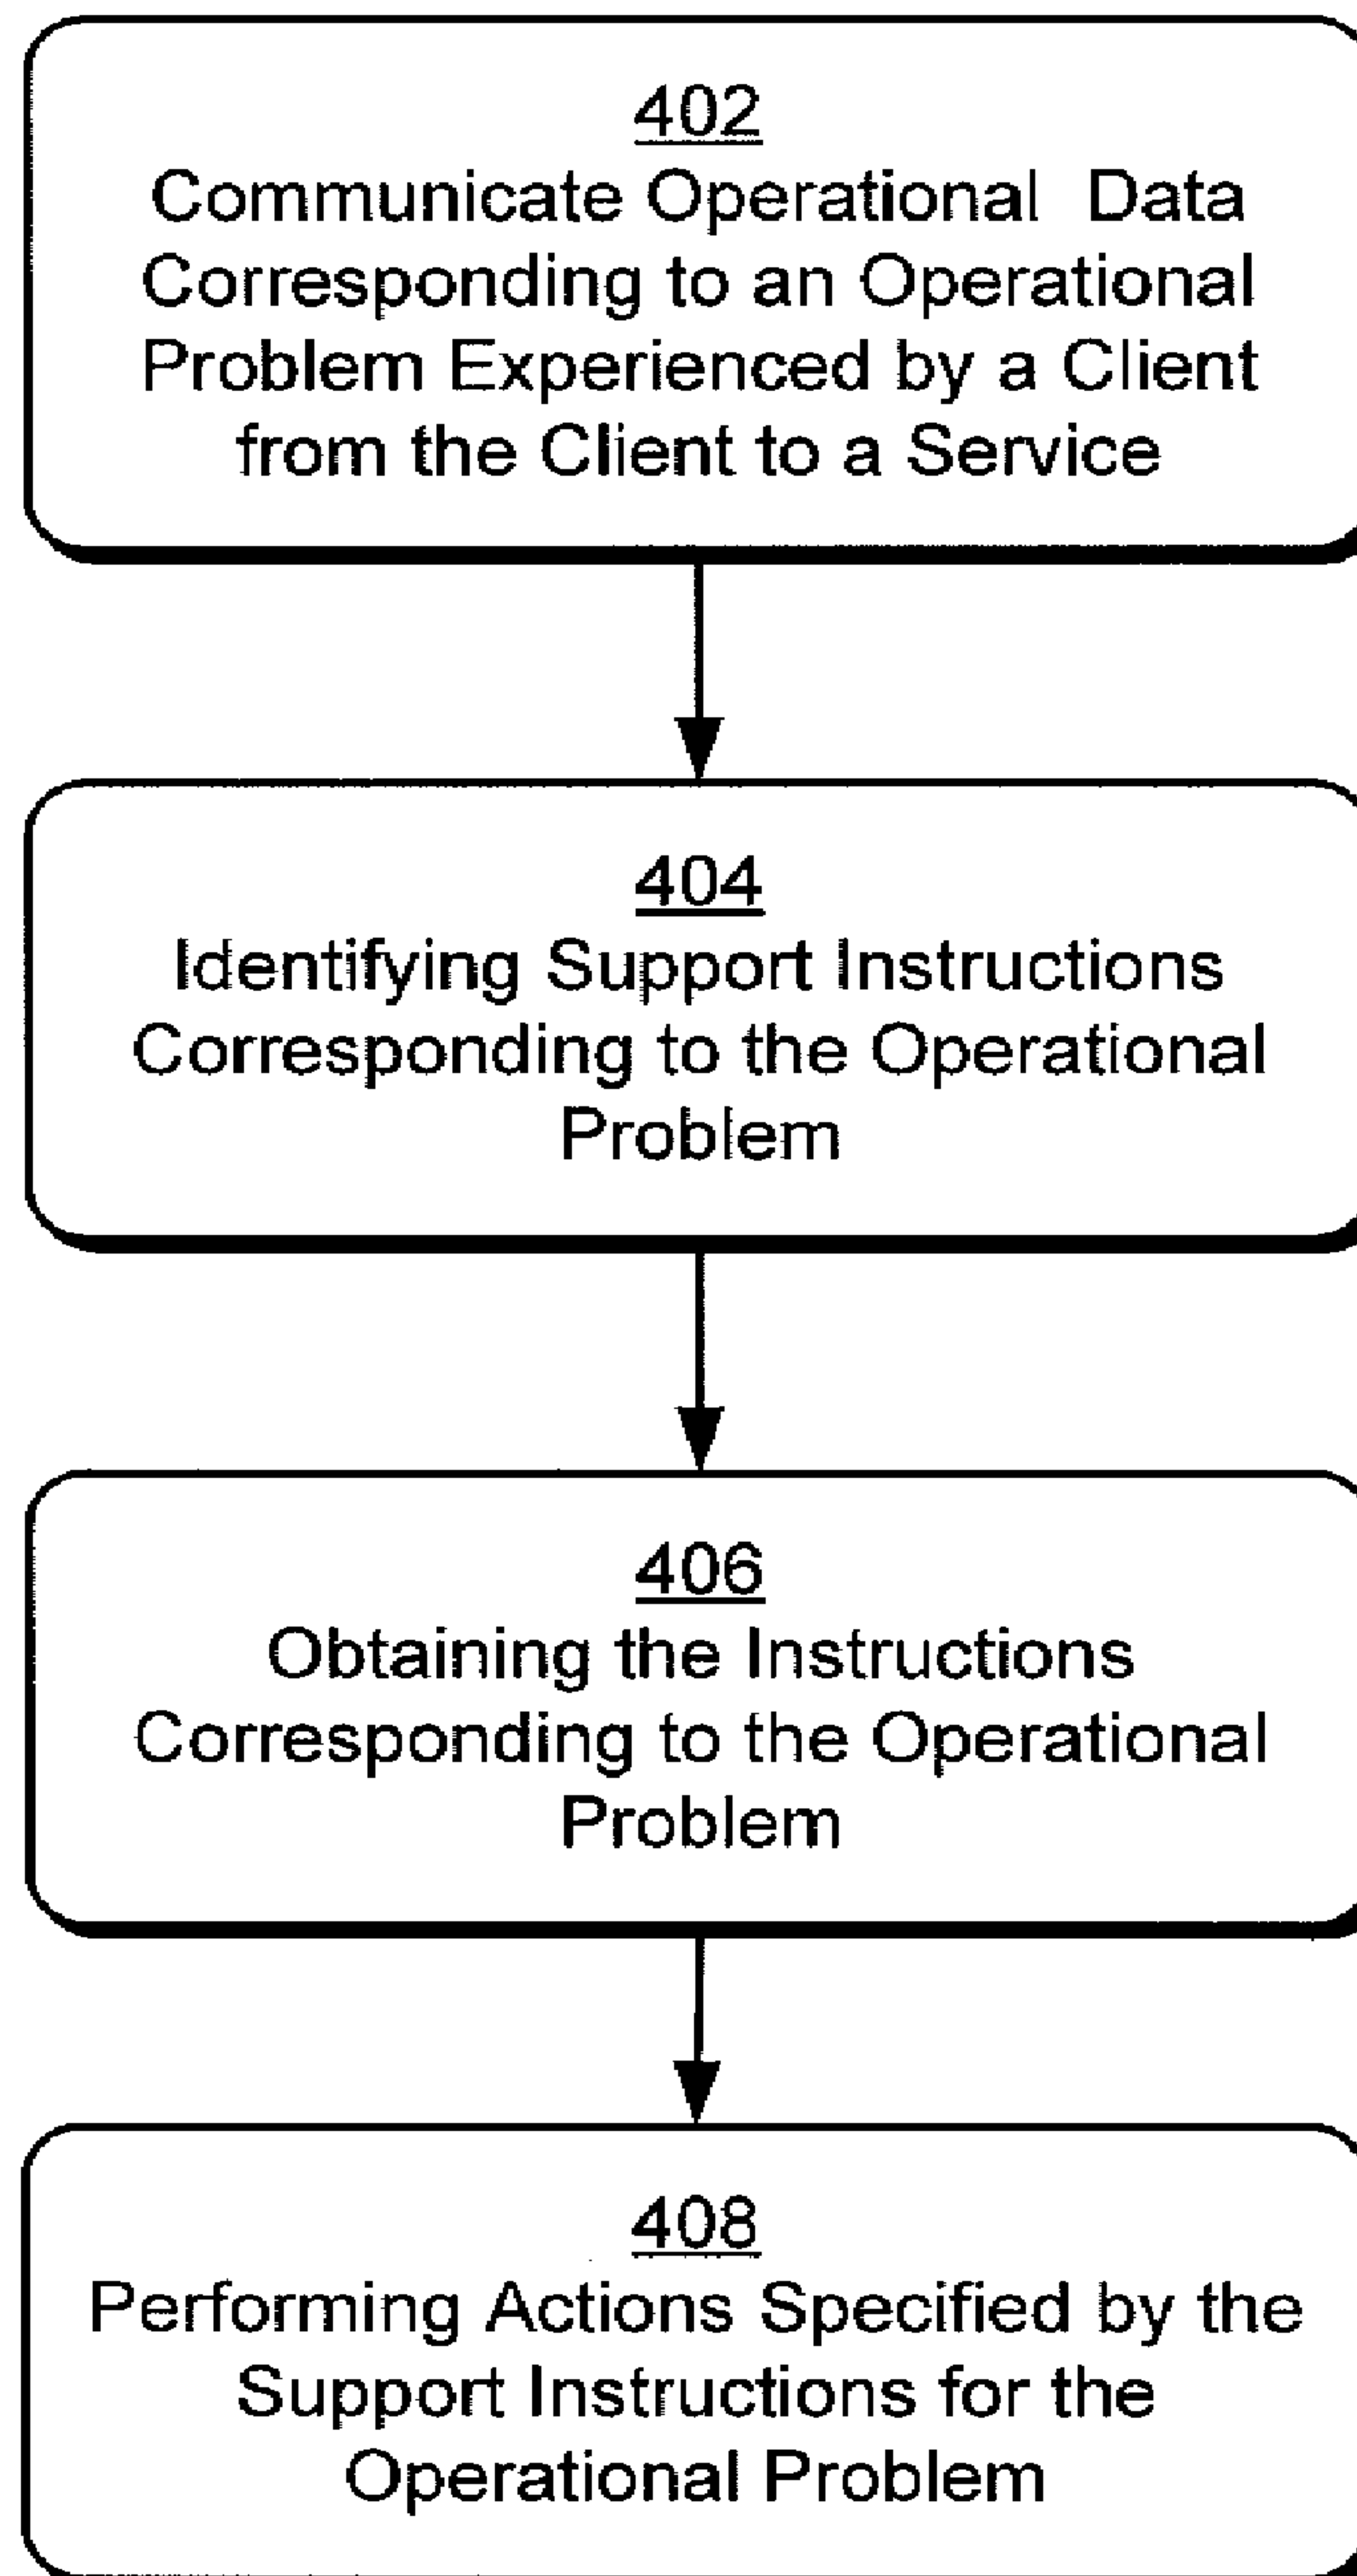 402
Communicate Operational Data
Corresponding to an Operational
Problem Experienced by a Client
from the Client to a Service
404
Identifying Support Instructions
Corresponding to the Operational
Problem
406
Obtaining the Instructions
Corresponding to the Operational
Problem
408
Performing Actions Specified by the
Support Instructions for the
Operational Problem